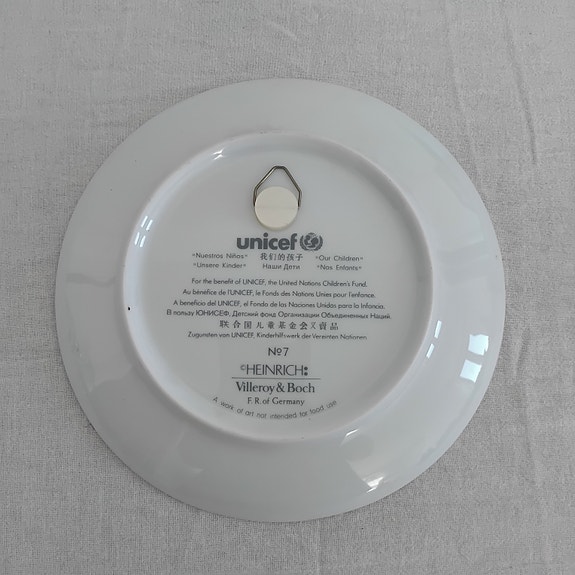 unicef
"Nuestros Niños" 我们的孩子 "Our Children"
"Unsere Kinder" Наши Дети "Nos Enfants"
For the benefit of UNICEF, the United Nations Children's Fund.
Au bénéfice de l'UNICEF, le Fonds des Nations Unies pour l'enfance.
A beneficio del UNICEF, el Fondo de las Naciones Unidas para la Infancia.
В пользу ЮНИСЕФ, Детский фонд Организации Объединенных Наций.
联合国儿童基金会义卖品
Zugunsten von UNICEF, Kinderhilfswerk der Vereinten Nationen.
No 7
©HEINRICH
Villeroy & Boch
F. R. of Germany
A work of art not intended for food use